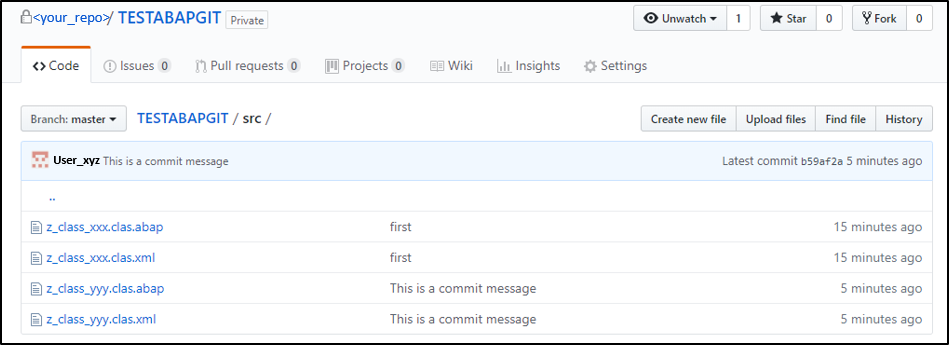 <your_repo>/ TESTABAPGIT Private Unwatch 1 Star 0 Fork 0
Code Issues 0 Pull requests 0 Projects 0 Wiki Insights Settings
Branch: master TESTABAPGIT / src / Create new file Upload files Find file History
User_xyz This is a commit message Latest commit b59af2a 5 minutes ago
..
z_class_xxx.clas.abap first 15 minutes ago
z_class_xxx.clas.xml first 15 minutes ago
z_class_yyy.clas.abap This is a commit message 5 minutes ago
z_class_yyy.clas.xml This is a commit message 5 minutes ago